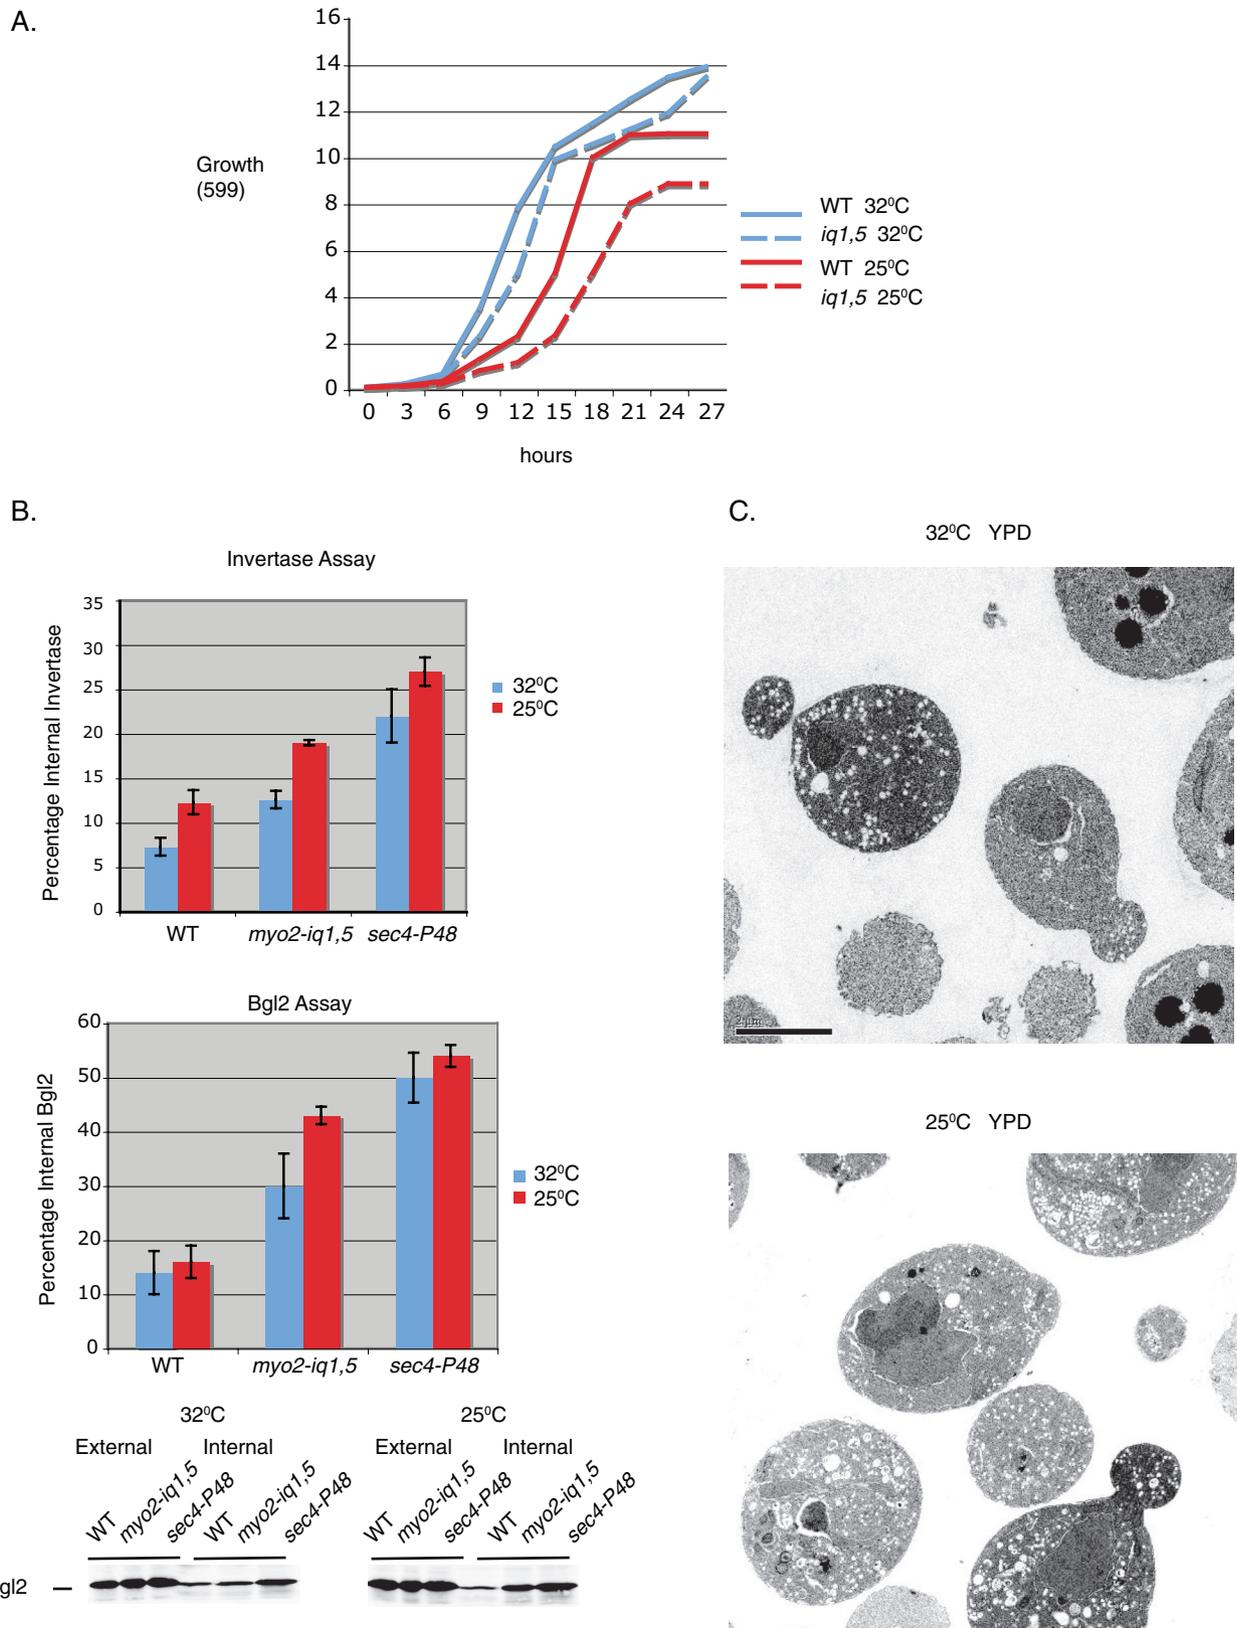 A.
16
14
12
10
8
6
4
2
0
Growth
(599)
0 3 6 9 12 15 18 21 24 27
hours
WT 32⁰C
iq1,5 32⁰C
WT 25⁰C
iq1,5 25⁰C
B.
Invertase Assay
Percentage Internal Invertase
35
30
25
20
15
10
5
0
WT myo2-iq1,5 sec4-P48
32⁰C
25⁰C
Bgl2 Assay
Percentage Internal Bgl2
60
50
40
30
20
10
0
WT myo2-iq1,5 sec4-P48
32⁰C
25⁰C
32⁰C 25⁰C
External Internal External Internal
WT myo2-iq1,5 sec4-P48 WT myo2-iq1,5 sec4-P48 WT myo2-iq1,5 sec4-P48 WT myo2-iq1,5 sec4-P48
gl2
C.
32⁰C YPD
2 µm
25⁰C YPD